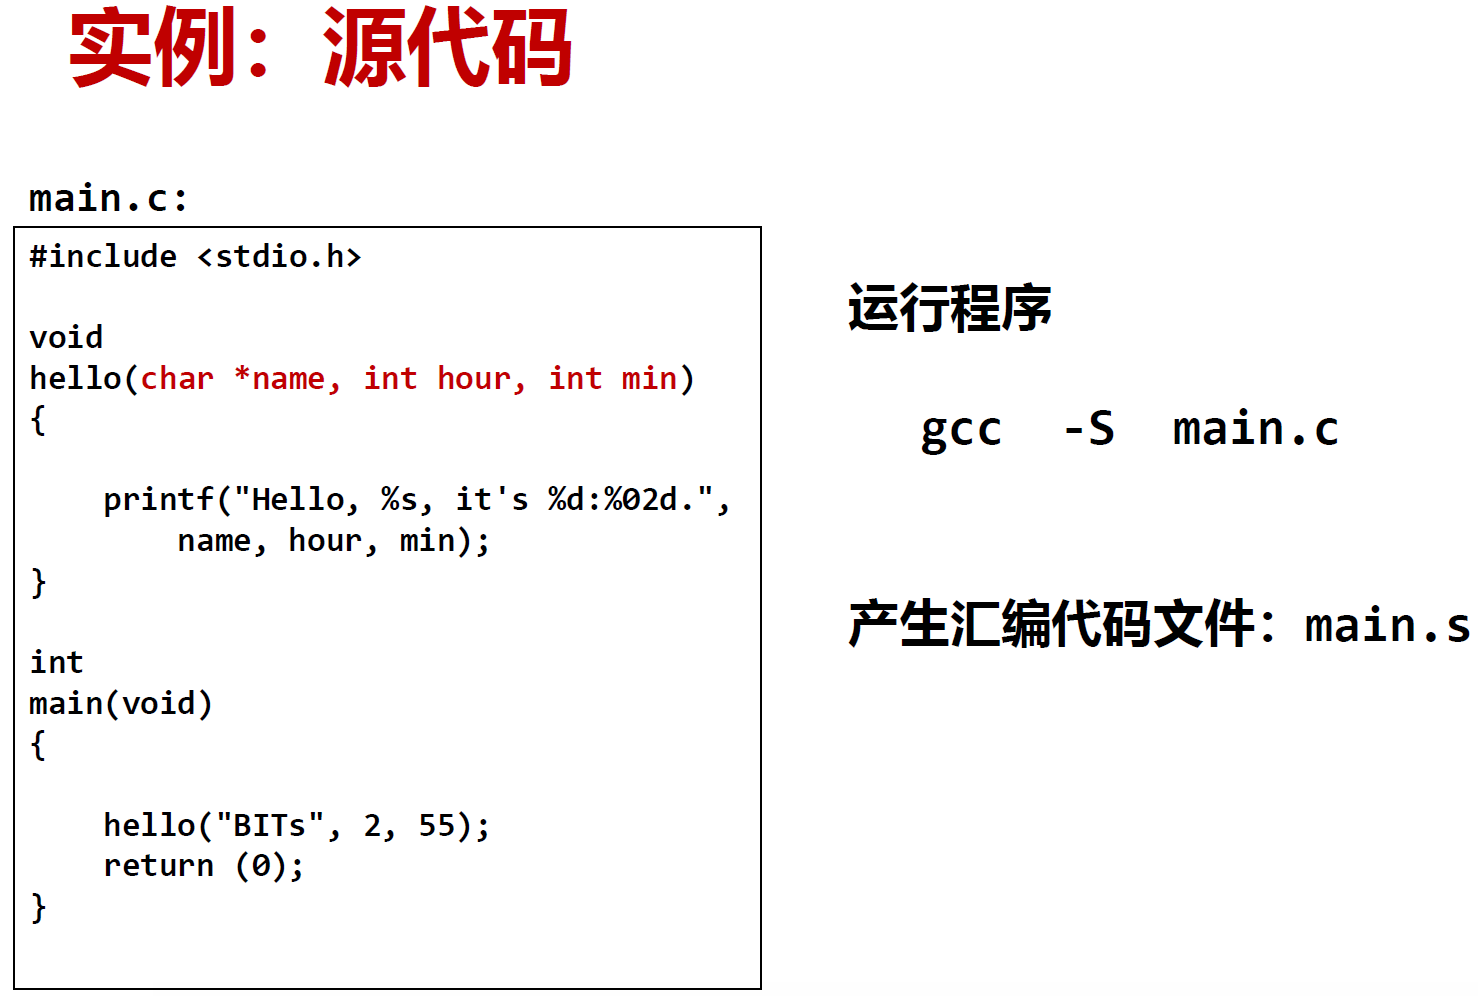 实例：源代码
main.c:
#include <stdio.h>
void
hello(char *name, int hour, int min)
{
printf("Hello, %s, it's %d:%02d.",
name, hour, min);
}
int
main(void)
{
hello("BITs", 2, 55);
return (0);
}
运行程序
gcc -S main.c
产生汇编代码文件：main.s